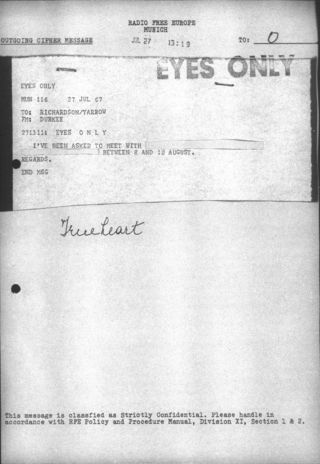 RADIO FREE EUROPE
MUNICH
OUTGOING CIPHER MESSAGE
JUL 27
13:19
TO: O
EYES ONLY
EYES ONLY
MUN 116 27 JUL 67
TO: RICHARDSON/YARROW
FM: DUNKEE
271311Z EYES O N L Y
I'VE BEEN ASKED TO MEET WITH
BETWEEN 8 AND 12 AUGUST.
REGARDS.
END MSG
Trueheart
This message is classified as Strictly Confidential. Please handle in
accordance with RFE Policy and Procedure Manual, Division XI, Section 1 & 2.